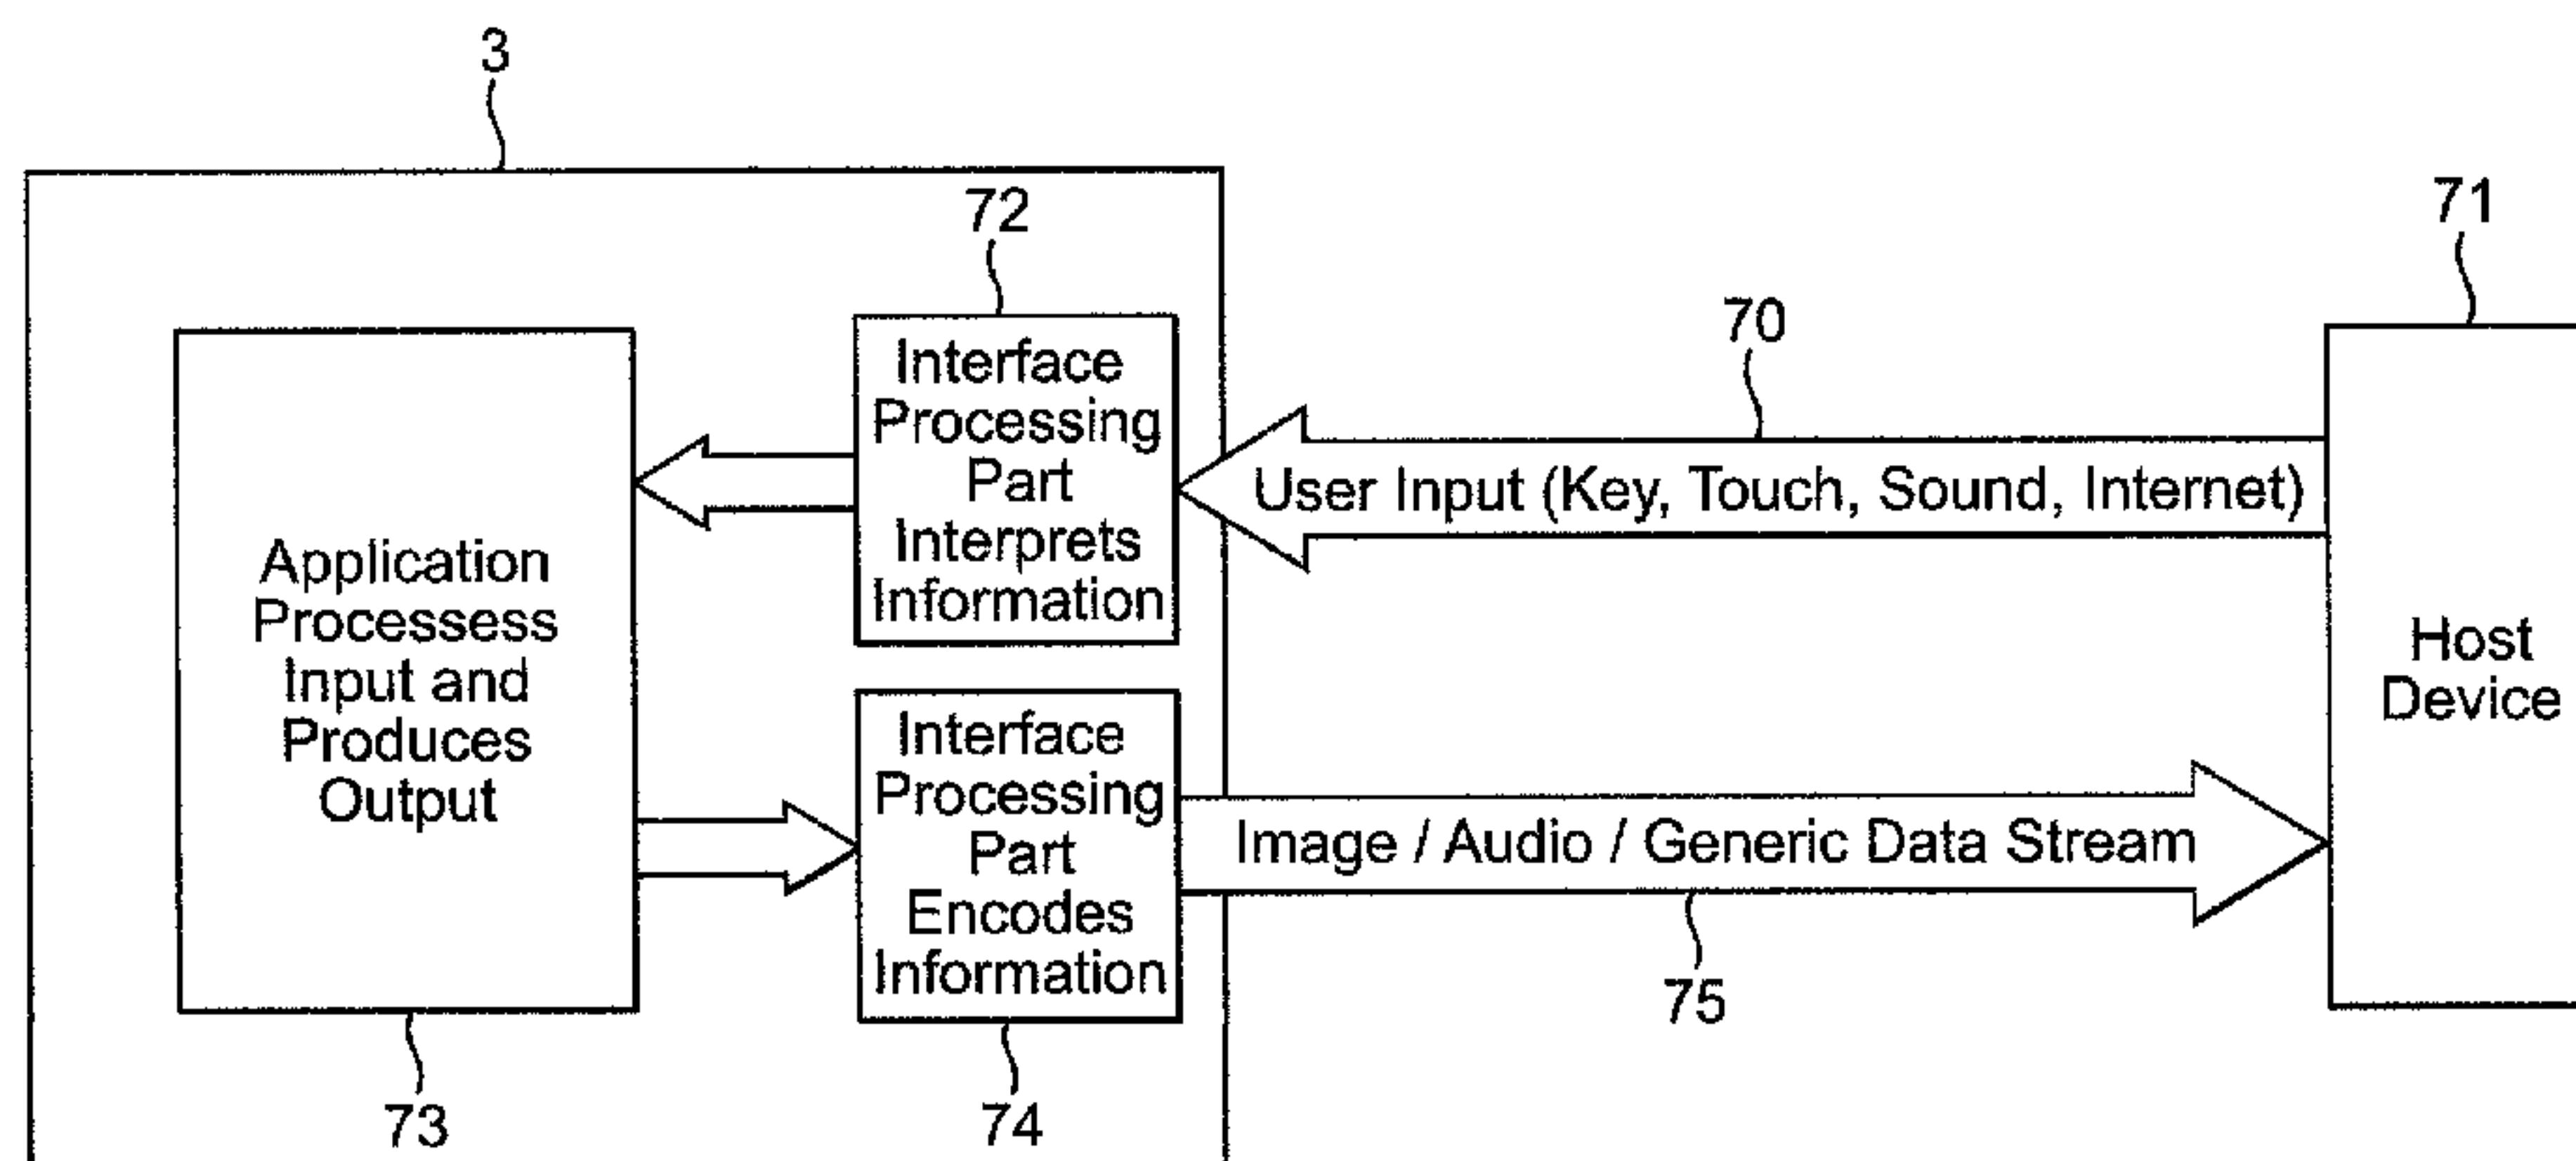 3
72
71
70
Interface
Processing
Part
Interprets
Information
User Input (Key, Touch, Sound, Internet)
Application
Processess
Input and
Produces
Output
Host
Device
Interface
Processing
Part
Encodes
Information
Image / Audio / Generic Data Stream
75
73
74